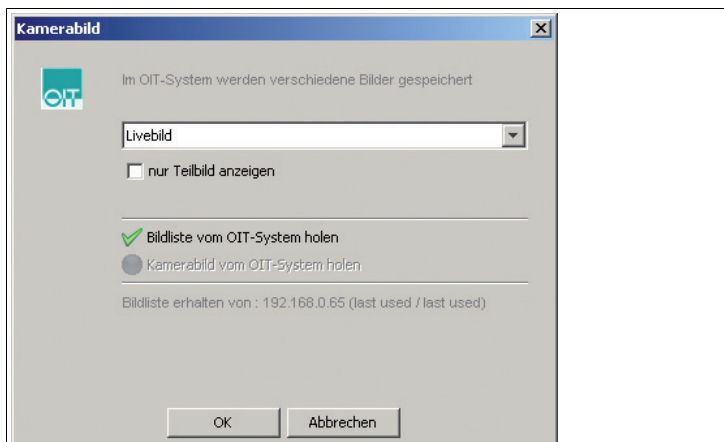 Kamerabild
Im OIT-System werden verschiedene Bilder gespeichert
OIT
Livebild
nur Teilbild anzeigen
Bildliste vom OIT-System holen
Kamerabild vom OIT-System holen
Bildliste erhalten von : 192.168.0.65 (last used / last used)
OK
Abbrechen